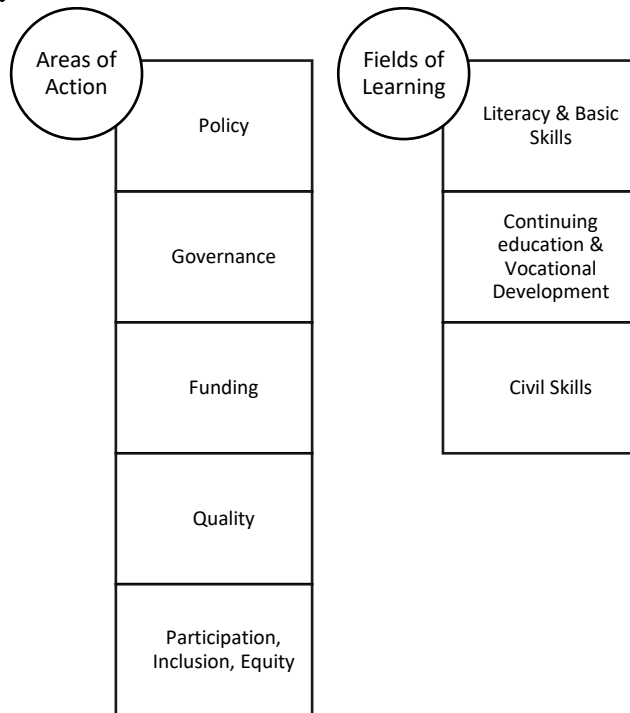 Areas of
Action
Policy
Governance
Funding
Quality
Participation,
Inclusion, Equity
Fields of
Learning
Literacy & Basic
Skills
Continuing
education &
Vocational
Development
Civil Skills